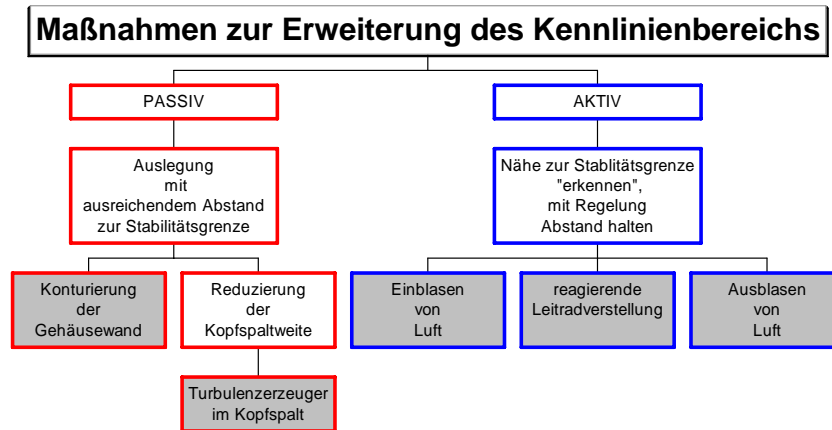 Maßnahmen zur Erweiterung des Kennlinienbereichs
PASSIV
AKTIV
Auslegung
mit
ausreichendem Abstand
zur Stabilitätsgrenze
Nähe zur Stablitätsgrenze
"erkennen",
mit Regelung
Abstand halten
Konturierung
der
Gehäusewand
Reduzierung
der
Kopfspaltweite
Einblasen
von
Luft
reagierende
Leitradverstellung
Ausblasen
von
Luft
Turbulenzerzeuger
im Kopfspalt